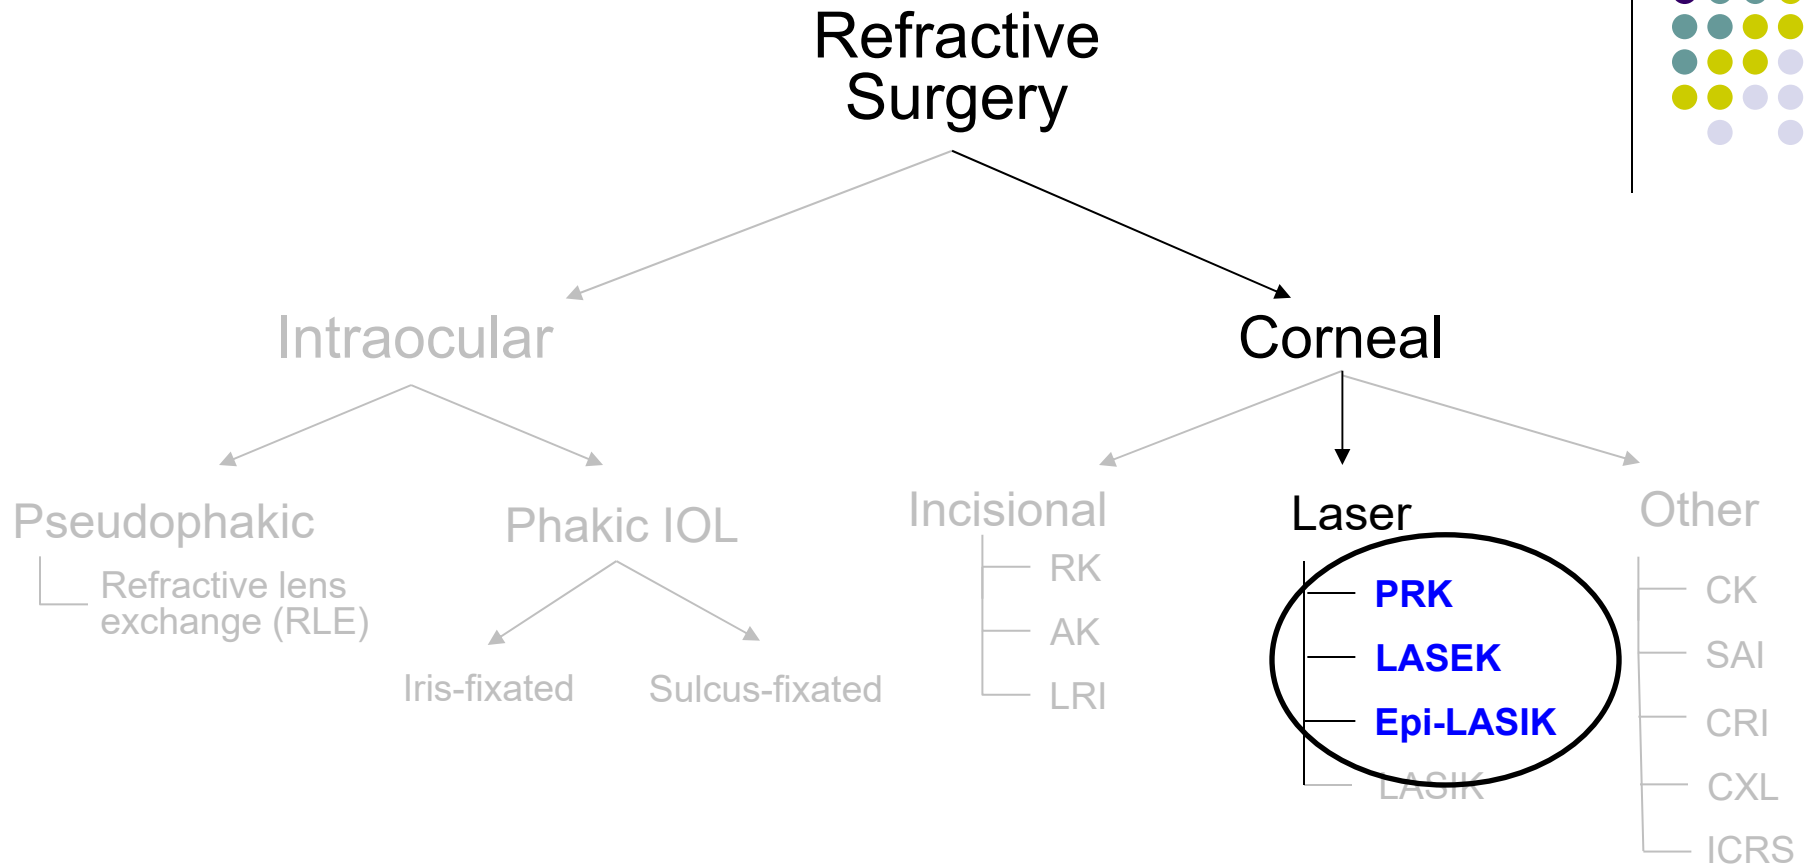 Refractive
Surgery
Intraocular
Corneal
Pseudophakic
Refractive lens
exchange (RLE)
Phakic IOL
Iris-fixated
Sulcus-fixated
Incisional
RK
AK
LRI
Laser
PRK
LASEK
Epi-LASIK
LASIK
Other
CK
SAI
CRI
CXL
ICRS